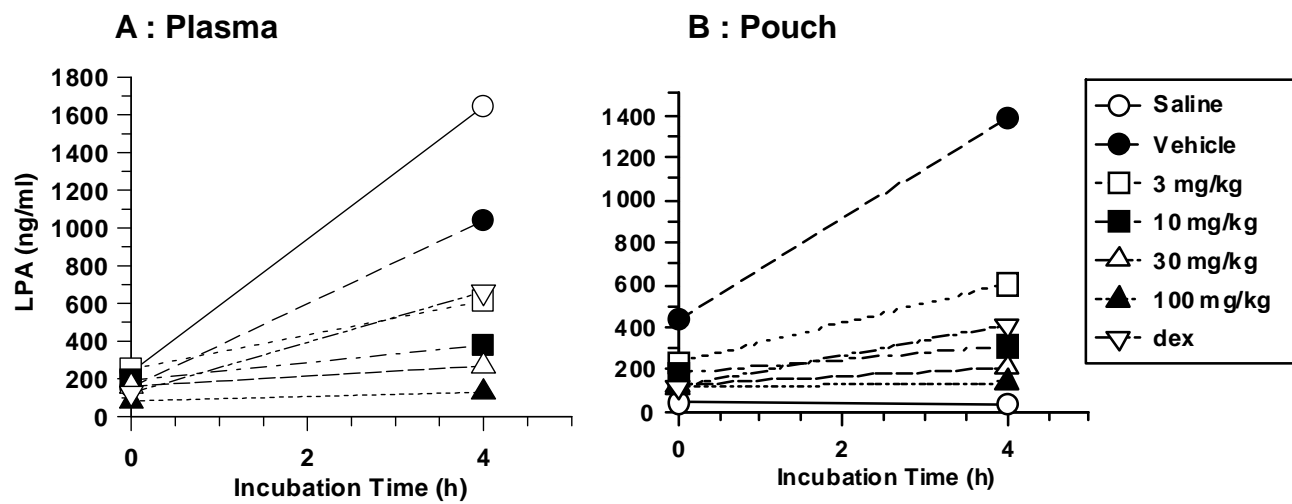 A : Plasma
B : Pouch
LPA (ng/ml)
1800
1600
1400
1200
1000
800
600
400
200
0
0 2 4
Incubation Time (h)
1400
1200
1000
800
600
400
200
0
0 2 4
Incubation Time (h)
Saline
Vehicle
3 mg/kg
10 mg/kg
30 mg/kg
100 mg/kg
dex